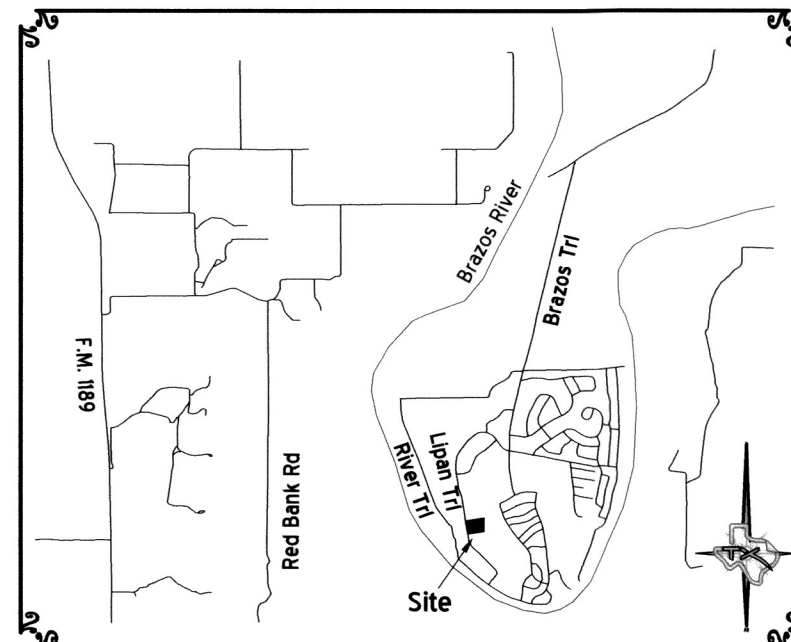 Brazos River
Brazos Trl
F.M. 1189
Red Bank Rd
River Trl
Lipan Trl
Site
TX